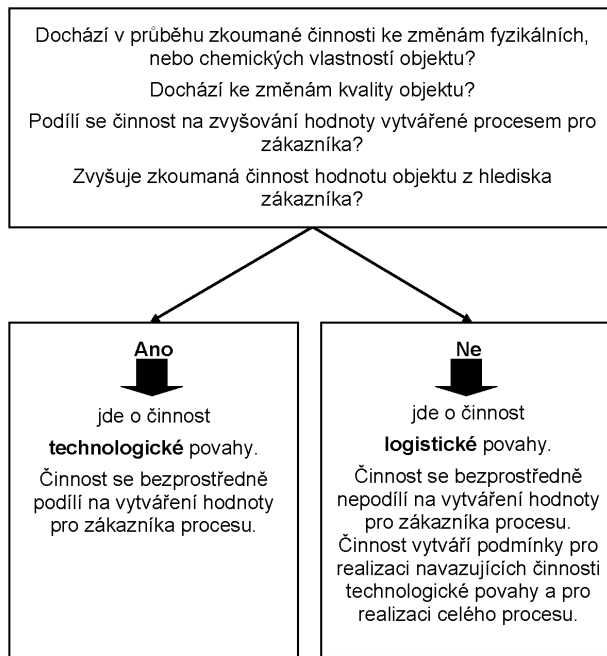 Dochází v průběhu zkoumané činnosti ke změnám fyzikálních,
nebo chemických vlastností objektu?
Dochází ke změnám kvality objektu?
Podílí se činnost na zvyšování hodnoty vytvářené procesem pro
zákazníka?
Zvyšuje zkoumaná činnost hodnotu objektu z hlediska
zákazníka?
Ano
jde o činnost
technologické povahy.
Činnost se bezprostředně
podílí na vytváření hodnoty
pro zákazníka procesu.
Ne
jde o činnost
logistické povahy.
Činnost se bezprostředně
nepodílí na vytváření hodnoty
pro zákazníka procesu.
Činnost vytváří podmínky pro
realizaci navazujících činnosti
technologické povahy a pro
realizaci celého procesu.